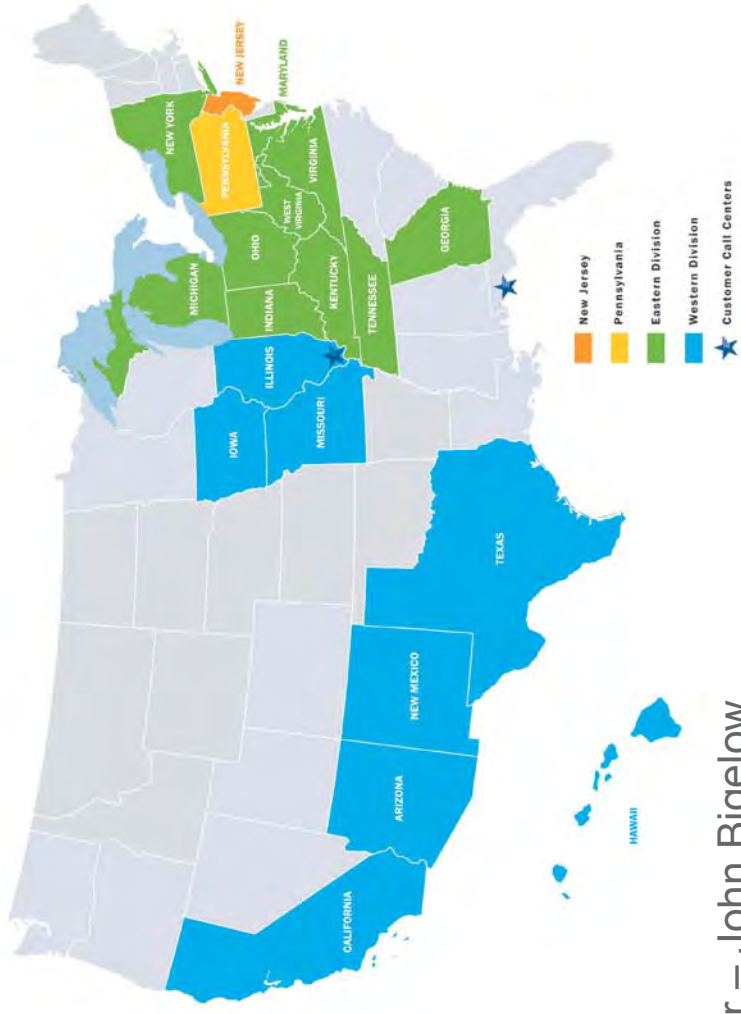 NEW YORK
NEW JERSEY
PENNSYLVANIA
MARYLAND
MICHIGAN
OHIO
WEST
VIRGINIA
VIRGINIA
INDIANA
KENTUCKY
TENNESSEE
GEORGIA
ILLINOIS
IOWA
MISSOURI
TEXAS
NEW MEXICO
ARIZONA
CALIFORNIA
HAWAII
New Jersey
Pennsylvania
Eastern Division
Western Division
Customer Call Centers
r – John Bigelow